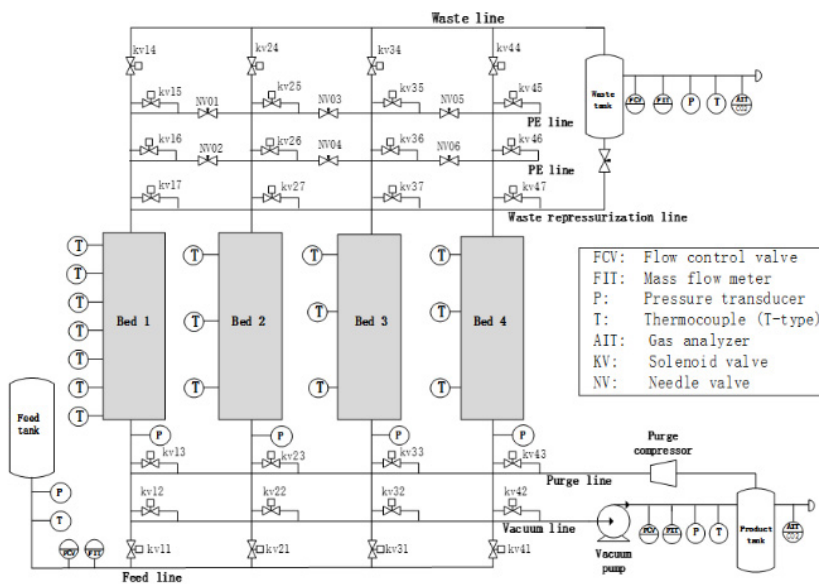 Waste line
kv14 kv24 kv34 kv44
kv15 kv25 kv35 kv45
NV01 NV03 NV05
Waste tank
FCV FIT P T AIT
PE line
kv16 kv26 kv36 kv46
NV02 NV04 NV06
PE line
kv17 kv27 kv37 kv47
Waste repressurization line
T T T T
T
T T T
T Bed 1 Bed 2 Bed 3 Bed 4
T
T T T T
T
FCV: Flow control valve
FIT: Mass flow meter
P: Pressure transducer
T: Thermocouple (T-type)
AIT: Gas analyzer
KV: Solenoid valve
NV: Needle valve
Feed tank
P P P P
kv13 kv23 kv33 kv43
Purge compressor
Purge line
P
kv12 kv22 kv32 kv42
T
Vacuum line
FCV FIT P T
Product tank
AIT
Vacuum pump
FCV FIT
kv11 kv21 kv31 kv41
Feed line